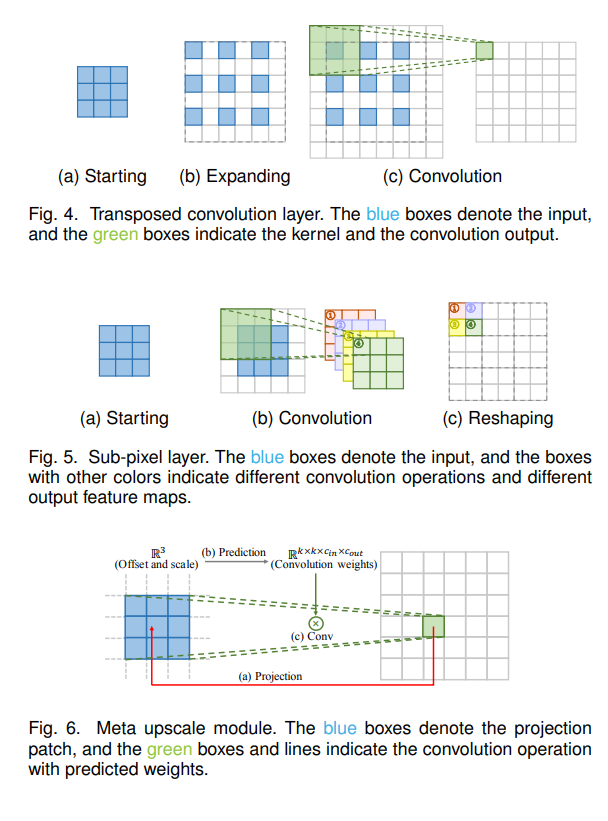 (a) Starting (b) Expanding (c) Convolution
Fig. 4. Transposed convolution layer. The blue boxes denote the input,
and the green boxes indicate the kernel and the convolution output.
① ② ③ ④
① ②
③ ④
(a) Starting (b) Convolution (c) Reshaping
Fig. 5. Sub-pixel layer. The blue boxes denote the input, and the boxes
with other colors indicate different convolution operations and different
output feature maps.
ℝ³ (b) Prediction ℝ^{k×k×c_{in}×c_{out}}
(Offset and scale) (Convolution weights)
(c) Conv
(a) Projection
Fig. 6. Meta upscale module. The blue boxes denote the projection
patch, and the green boxes and lines indicate the convolution operation
with predicted weights.